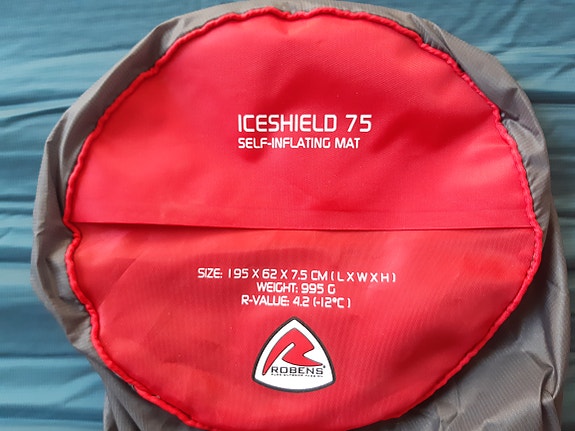 ICESHIELD 75
SELF-INFLATING MAT
SIZE: 195 X 62 X 7.5 CM ( L X W X H )
WEIGHT: 995 G
R-VALUE: 4.2 (-12°C )
ROBENS